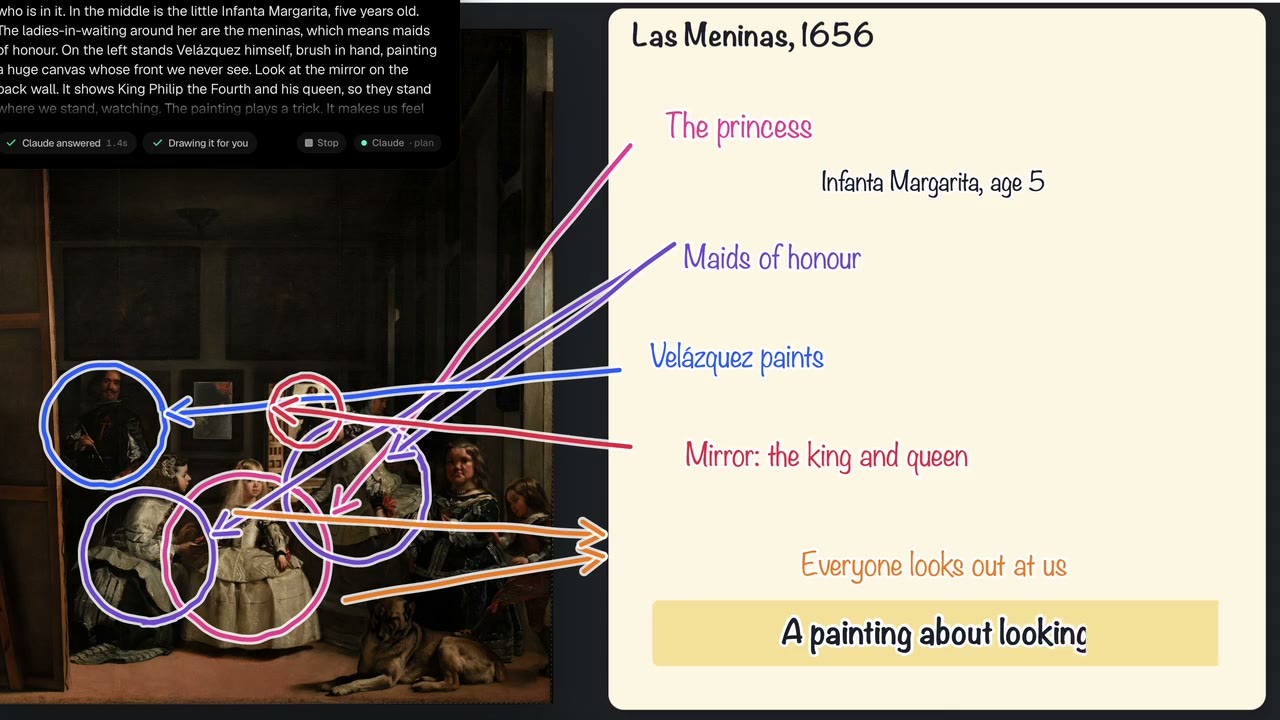 who is in it. In the middle is the little Infanta Margarita, five years old.
The ladies-in-waiting around her are the meninas, which means maids
of honour. On the left stands Velázquez himself, brush in hand, painting
a huge canvas whose front we never see. Look at the mirror on the
back wall. It shows King Philip the Fourth and his queen, so they stand
where we stand, watching. The painting plays a trick. It makes us feel
Claude answered 1.4s
Drawing it for you
Stop
Claude · plan
Las Meninas, 1656
The princess
Infanta Margarita, age 5
Maids of honour
Velázquez paints
Mirror: the king and queen
Everyone looks out at us
A painting about looking